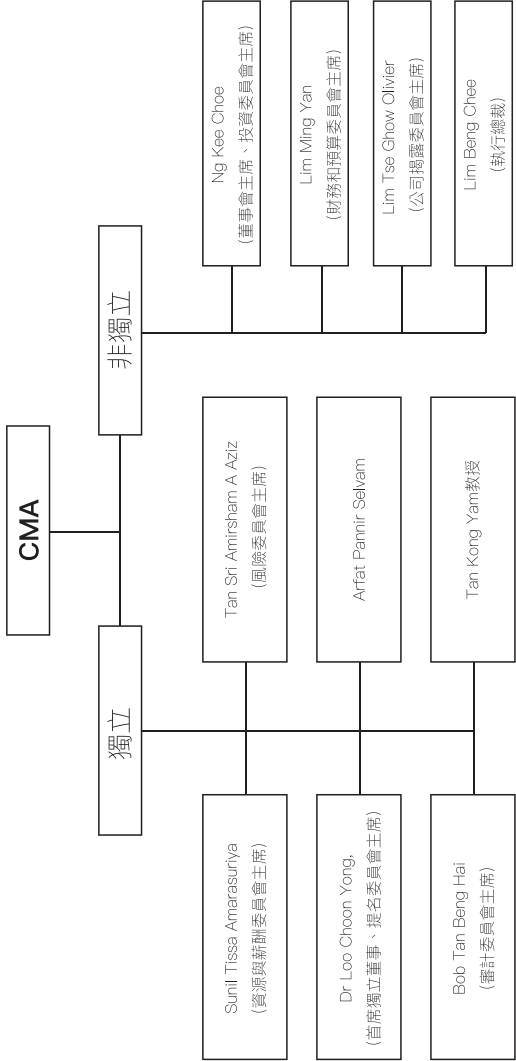 CMA
獨立
非獨立
Sunil Tissa Amarasuriya
(資源與薪酬委員會主席)
Tan Sri Amirsham A Aziz
(風險委員會主席)
Dr Loo Choon Yong,
(首席獨立董事、提名委員會主席)
Arfat Pannir Selvam
Bob Tan Beng Hai
(審計委員會主席)
Tan Kong Yam教授
Ng Kee Choe
(董事會主席、投資委員會主席)
Lim Ming Yan
(財務和預算委員會主席)
Lim Tse Ghow Olivier
(公司揭露委員會主席)
Lim Beng Chee
(執行總裁)